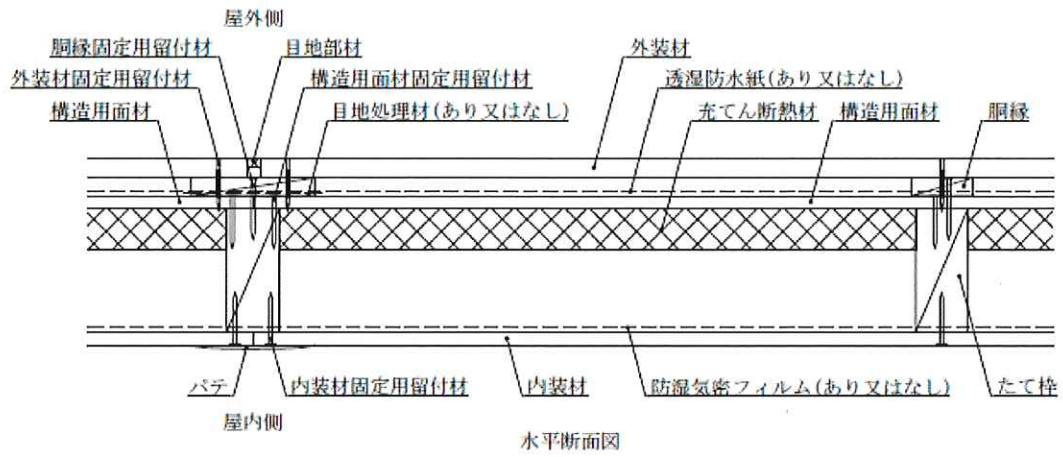 屋外側
胴縁固定用留付材
目地部材
外装材
外装材固定用留付材
構造用面材固定用留付材
透湿防水紙(あり又はなし)
構造用面材
目地処理材(あり又はなし)
充てん断熱材
構造用面材
胴縁
パテ
内装材固定用留付材
内装材
防湿気密フィルム(あり又はなし)
たて枠
屋内側
水平断面図